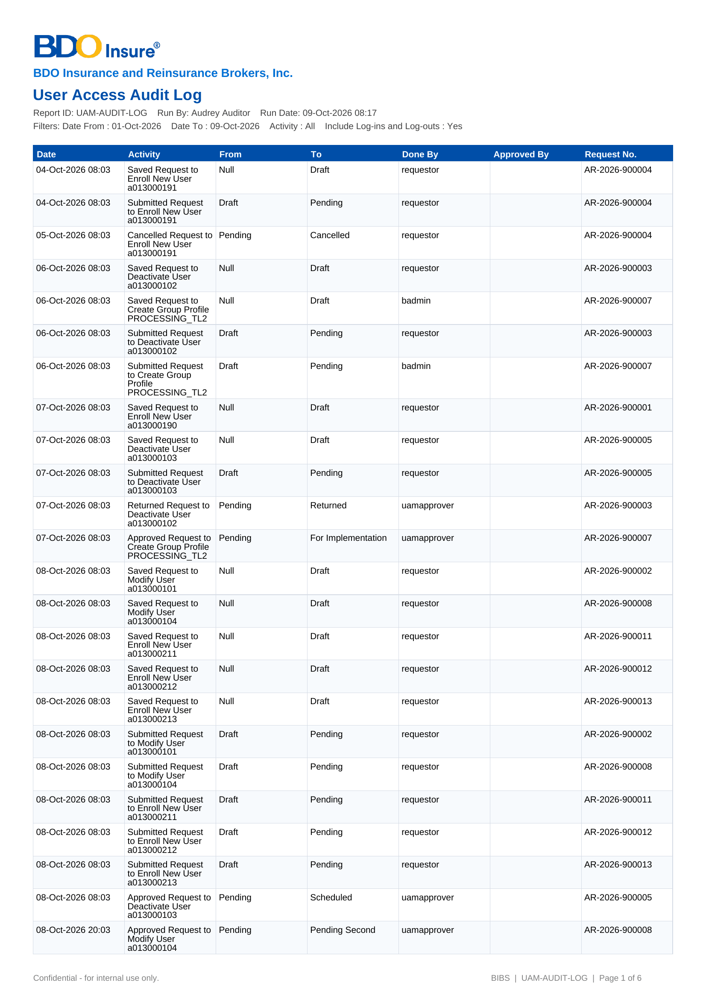 BDO Insure®
BDO Insurance and Reinsurance Brokers, Inc.
User Access Audit Log
Report ID: UAM-AUDIT-LOG Run By: Audrey Auditor Run Date: 09-Oct-2026 08:17
Filters: Date From : 01-Oct-2026 Date To : 09-Oct-2026 Activity : All Include Log-ins and Log-outs : Yes
Date Activity From To Done By Approved By Request No.
04-Oct-2026 08:03 Saved Request to Null Draft requestor AR-2026-900004
Enroll New User
a013000191
04-Oct-2026 08:03 Submitted Request Draft Pending requestor AR-2026-900004
to Enroll New User
a013000191
05-Oct-2026 08:03 Cancelled Request to Pending Cancelled requestor AR-2026-900004
Enroll New User
a013000191
06-Oct-2026 08:03 Saved Request to Null Draft requestor AR-2026-900003
Deactivate User
a013000102
06-Oct-2026 08:03 Saved Request to Null Draft badmin AR-2026-900007
Create Group Profile
PROCESSING_TL2
06-Oct-2026 08:03 Submitted Request Draft Pending requestor AR-2026-900003
to Deactivate User
a013000102
06-Oct-2026 08:03 Submitted Request Draft Pending badmin AR-2026-900007
to Create Group
Profile
PROCESSING_TL2
07-Oct-2026 08:03 Saved Request to Null Draft requestor AR-2026-900001
Enroll New User
a013000190
07-Oct-2026 08:03 Saved Request to Null Draft requestor AR-2026-900005
Deactivate User
a013000103
07-Oct-2026 08:03 Submitted Request Draft Pending requestor AR-2026-900005
to Deactivate User
a013000103
07-Oct-2026 08:03 Returned Request to Pending Returned uamapprover AR-2026-900003
Deactivate User
a013000102
07-Oct-2026 08:03 Approved Request to Pending For Implementation uamapprover AR-2026-900007
Create Group Profile
PROCESSING_TL2
08-Oct-2026 08:03 Saved Request to Null Draft requestor AR-2026-900002
Modify User
a013000101
08-Oct-2026 08:03 Saved Request to Null Draft requestor AR-2026-900008
Modify User
a013000104
08-Oct-2026 08:03 Saved Request to Null Draft requestor AR-2026-900011
Enroll New User
a013000211
08-Oct-2026 08:03 Saved Request to Null Draft requestor AR-2026-900012
Enroll New User
a013000212
08-Oct-2026 08:03 Saved Request to Null Draft requestor AR-2026-900013
Enroll New User
a013000213
08-Oct-2026 08:03 Submitted Request Draft Pending requestor AR-2026-900002
to Modify User
a013000101
08-Oct-2026 08:03 Submitted Request Draft Pending requestor AR-2026-900008
to Modify User
a013000104
08-Oct-2026 08:03 Submitted Request Draft Pending requestor AR-2026-900011
to Enroll New User
a013000211
08-Oct-2026 08:03 Submitted Request Draft Pending requestor AR-2026-900012
to Enroll New User
a013000212
08-Oct-2026 08:03 Submitted Request Draft Pending requestor AR-2026-900013
to Enroll New User
a013000213
08-Oct-2026 08:03 Approved Request to Pending Scheduled uamapprover AR-2026-900005
Deactivate User
a013000103
08-Oct-2026 20:03 Approved Request to Pending Pending Second uamapprover AR-2026-900008
Modify User
a013000104
Confidential - for internal use only. BIBS | UAM-AUDIT-LOG | Page 1 of 6